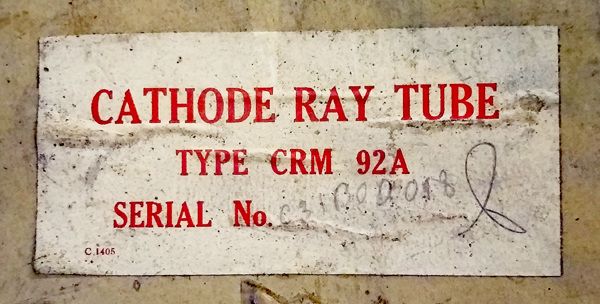 CATHODE RAY TUBE
TYPE CRM 92A
SERIAL No.
C.1405